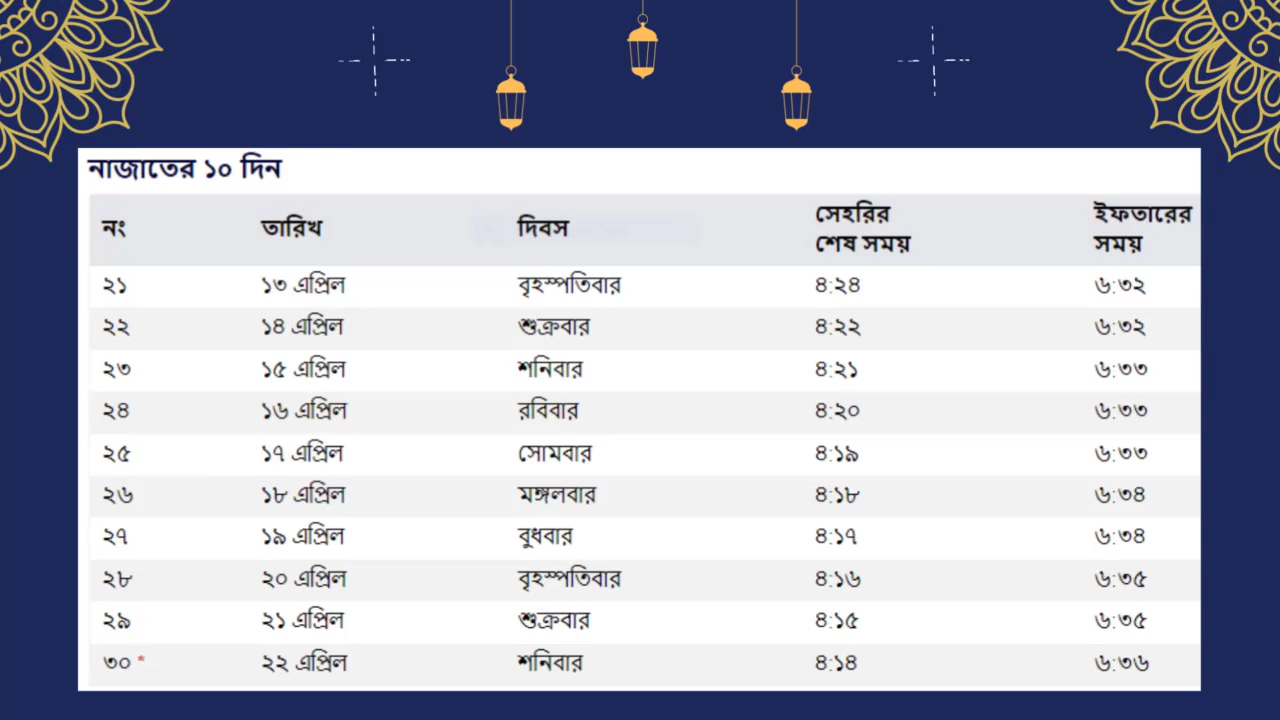 নাজাতের ১০ দিন
নং তারিখ দিবস সেহরির শেষ সময় ইফতারের সময়
২১ ১৩ এপ্রিল বৃহস্পতিবার ৪:২৪ ৬:৩২
২২ ১৪ এপ্রিল শুক্রবার ৪:২২ ৬:৩২
২৩ ১৫ এপ্রিল শনিবার ৪:২১ ৬:৩৩
২৪ ১৬ এপ্রিল রবিবার ৪:২০ ৬:৩৩
২৫ ১৭ এপ্রিল সোমবার ৪:১৯ ৬:৩৩
২৬ ১৮ এপ্রিল মঙ্গলবার ৪:১৮ ৬:৩৪
২৭ ১৯ এপ্রিল বুধবার ৪:১৭ ৬:৩৪
২৮ ২০ এপ্রিল বৃহস্পতিবার ৪:১৬ ৬:৩৫
২৯ ২১ এপ্রিল শুক্রবার ৪:১৫ ৬:৩৫
৩০ * ২২ এপ্রিল শনিবার ৪:১৪ ৬:৩৬